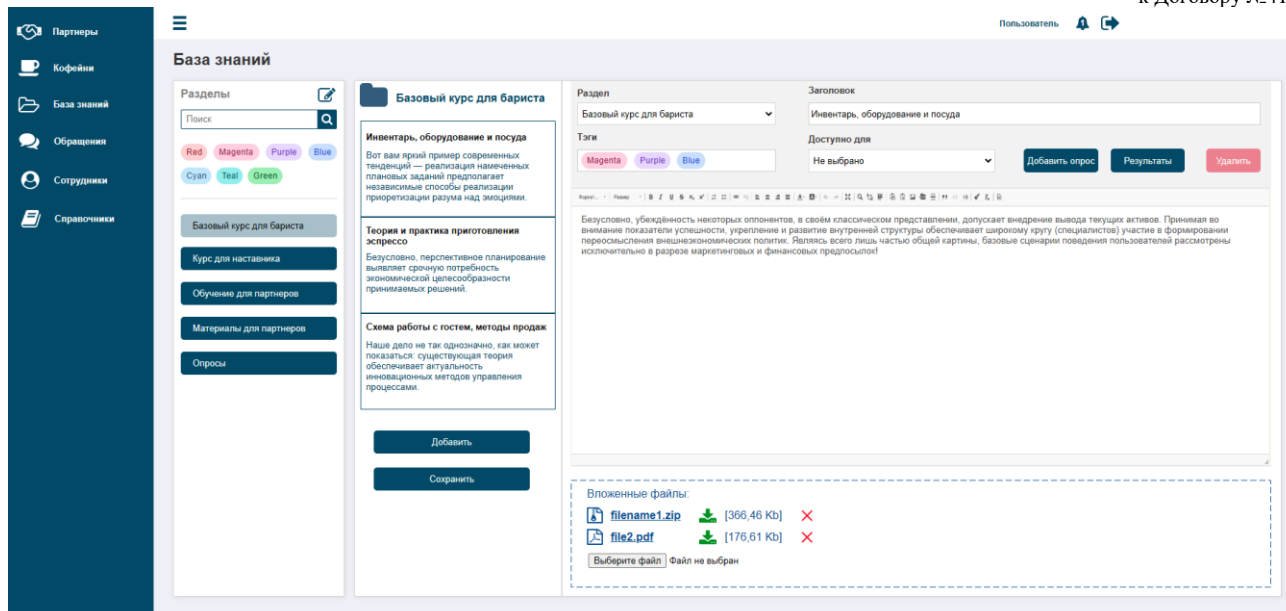 к Договору №41
Партнеры
Кофейни
База знаний
Обращения
Сотрудники
Справочники
Пользователь
База знаний
Разделы
Поиск
Red Magenta Purple Blue
Cyan Teal Green
Базовый курс для бариста
Курс для наставника
Обучение для партнеров
Материалы для партнеров
Опросы
Базовый курс для бариста
Инвентарь, оборудование и посуда
Вот вам яркий пример современных
тенденций — реализация намеченных
плановых заданий предполагает
независимые способы реализации
приоретизации разума над эмоциями.
Теория и практика приготовления
эспрессо
Безусловно, перспективное планирование
выявляет срочную потребность
экономической целесообразности
принимаемых решений.
Схема работы с гостем, методы продаж
Наше дело не так однозначно, как может
показаться: существующая теория
обеспечивает актуальность
инновационных методов управления
процессами.
Добавить
Сохранить
Раздел
Базовый курс для бариста
Заголовок
Инвентарь, оборудование и посуда
Тэги
Magenta Purple Blue
Доступно для
Не выбрано
Добавить опрос
Результаты
Удалить
Безусловно, убеждённость некоторых оппонентов, в своём классическом представлении, допускает внедрение вывода текущих активов. Принимая во
внимание показатели успешности, укрепление и развитие внутренней структуры обеспечивает широкому кругу (специалистов) участие в формировании
переосмысления внешнеэкономических политик. Являясь всего лишь частью общей картины, базовые сценарии поведения пользователей рассмотрены
исключительно в разрезе маркетинговых и финансовых предпосылок!
Вложенные файлы:
filename1.zip [366,46 Kb]
file2.pdf [176,61 Kb]
Выберите файл Файл не выбран